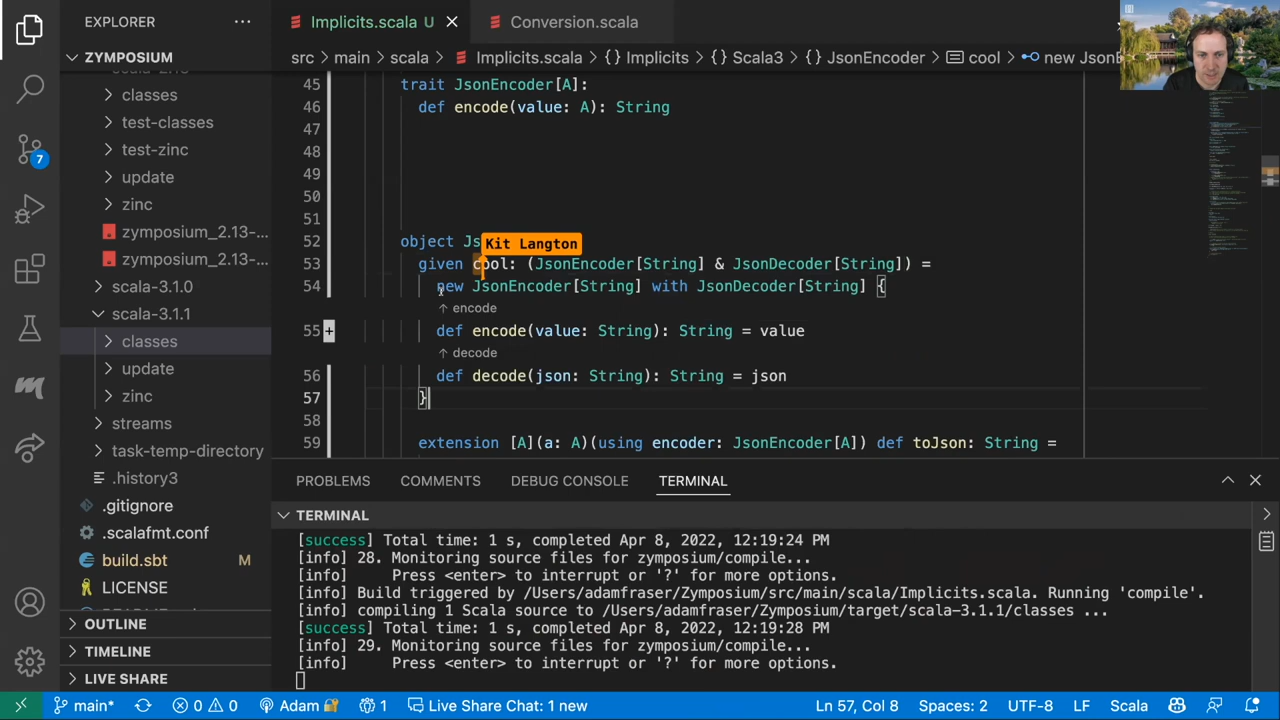 EXPLORER
ZYMPOSIUM
classes
test-classes
test-zinc
update
zinc
zymposium_2.13-...
zymposium_2.13-...
scala-3.1.0
scala-3.1.1
classes
update
zinc
streams
task-temp-directory
.history3
.gitignore
.scalafmt.conf
build.sbt M
LICENSE
OUTLINE
TIMELINE
LIVE SHARE
7
Implicits.scala U
Conversion.scala
src > main > scala > Implicits.scala > {} Implicits > {} Scala3 > {} JsonEncoder > cool > new JsonEn
45 trait JsonEncoder[A]:
46 def encode(value: A): String
47
48
49
50
51
52 object Js
Kit Langton
53 given cool: (JsonEncoder[String] & JsonDecoder[String]) =
54 new JsonEncoder[String] with JsonDecoder[String] {
↑ encode
55 + def encode(value: String): String = value
↑ decode
56 def decode(json: String): String = json
57 }
58
59 extension [A](a: A)(using encoder: JsonEncoder[A]) def toJson: String =
PROBLEMS COMMENTS DEBUG CONSOLE TERMINAL
TERMINAL
[success] Total time: 1 s, completed Apr 8, 2022, 12:19:24 PM
[info] 28. Monitoring source files for zymposium/compile...
[info] Press <enter> to interrupt or '?' for more options.
[info] Build triggered by /Users/adamfraser/Zymposium/src/main/scala/Implicits.scala. Running 'compile'.
[info] compiling 1 Scala source to /Users/adamfraser/Zymposium/target/scala-3.1.1/classes ...
[success] Total time: 1 s, completed Apr 8, 2022, 12:19:28 PM
[info] 29. Monitoring source files for zymposium/compile...
[info] Press <enter> to interrupt or '?' for more options.
main* 0 0 Adam 1 Live Share Chat: 1 new Ln 57, Col 8 Spaces: 2 UTF-8 LF Scala